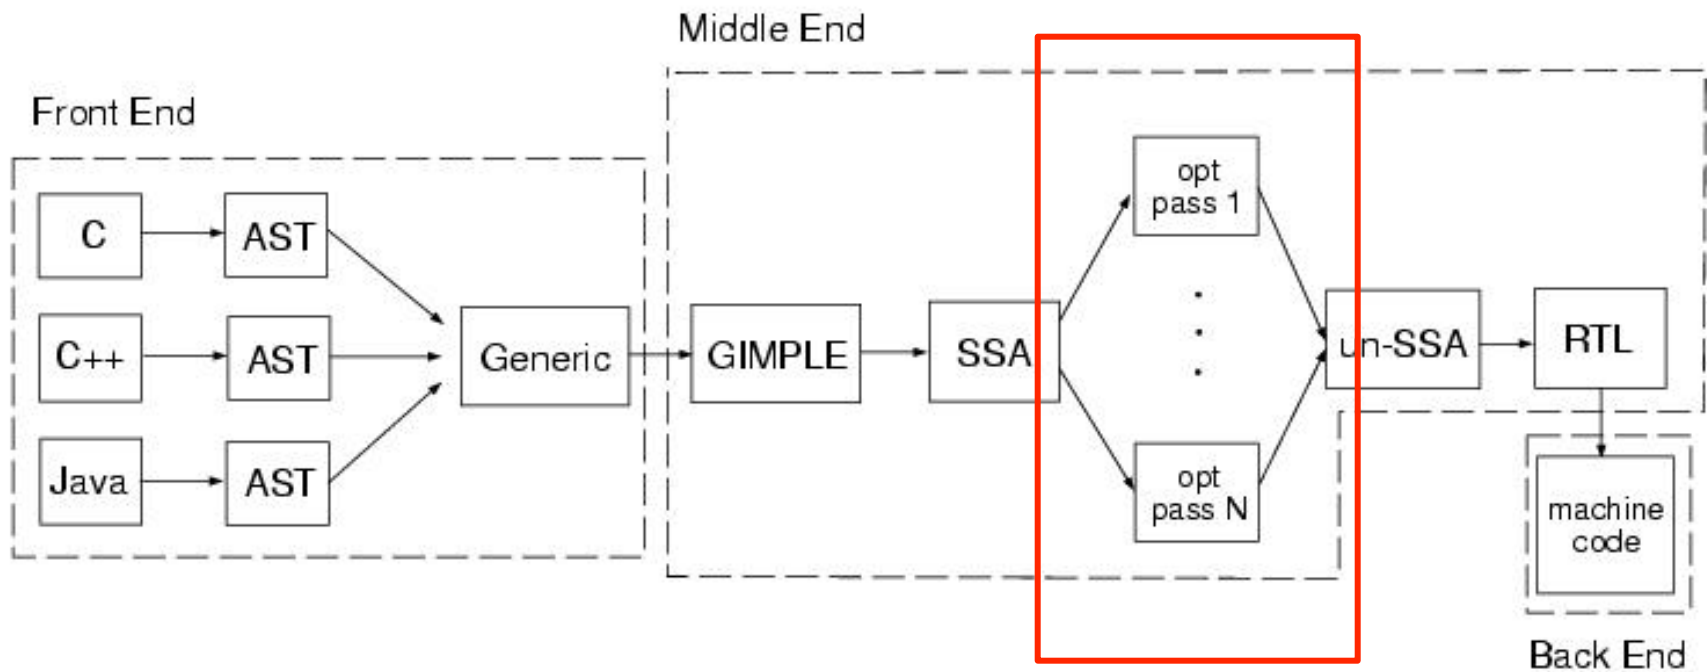 Middle End
Front End
C
AST
C++
AST
Java
AST
Generic
GIMPLE
SSA
opt
pass 1
opt
pass N
un-SSA
RTL
machine
code
Back End